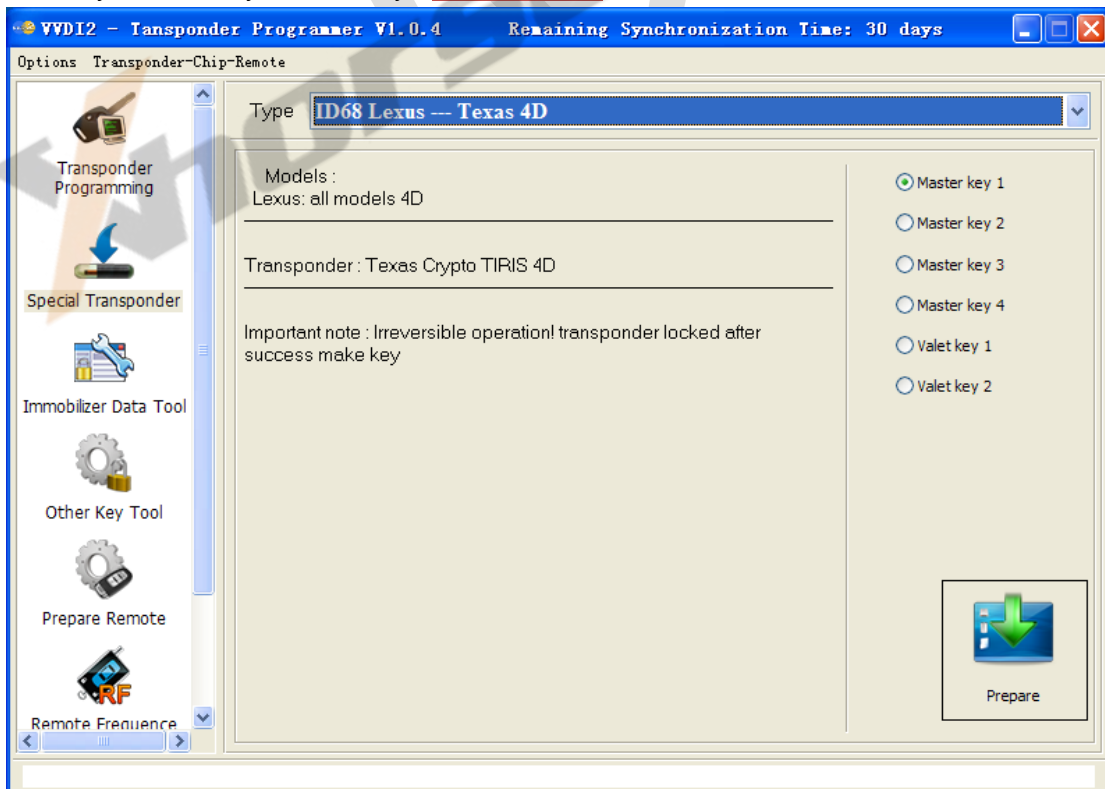 VVDI2 - Tansponder Programmer V1.0.4 Remaining Synchronization Time: 30 days
Options Transponder-Chip-Remote
Transponder
Programming
Special Transponder
Immobilizer Data Tool
Other Key Tool
Prepare Remote
RF
Remote Frequence
Type ID68 Lexus --- Texas 4D
Models :
Lexus: all models 4D
Transponder : Texas Crypto TIRIS 4D
Important note : Irreversible operation! transponder locked after
success make key
Master key 1
Master key 2
Master key 3
Master key 4
Valet key 1
Valet key 2
Prepare